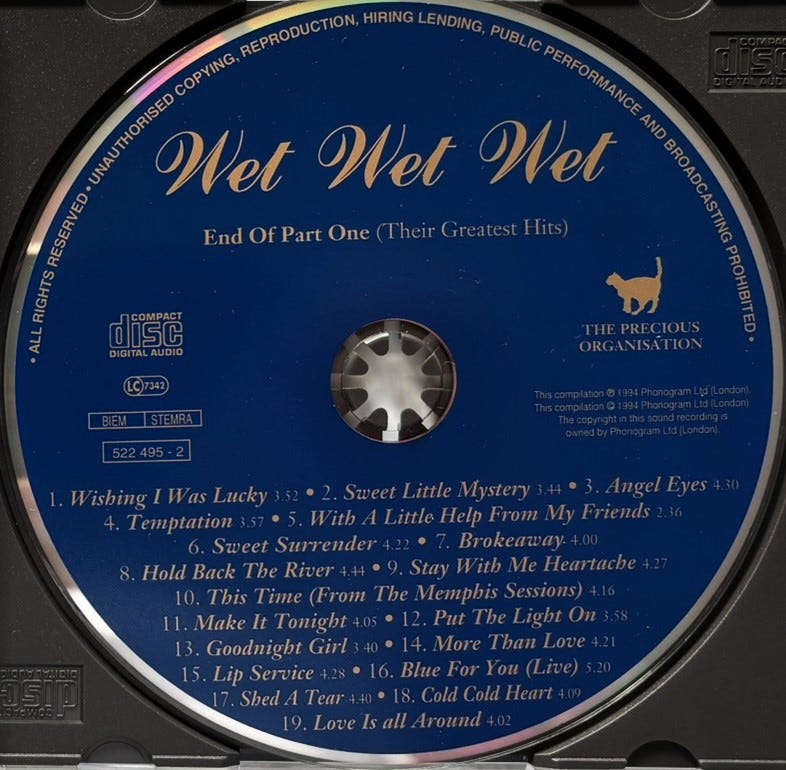 • ALL RIGHTS RESERVED • UNAUTHORISED COPYING, REPRODUCTION, HIRING LENDING, PUBLIC PERFORMANCE AND BROADCASTING PROHIBITED •
COMPACT
disc
DIGITAL AUDIO
Wet Wet Wet
End Of Part One (Their Greatest Hits)
COMPACT
disc
DIGITAL AUDIO
LC 7342
BIEM STEMRA
522 495 - 2
THE PRECIOUS
ORGANISATION
This compilation ℗ 1994 Phonogram Ltd (London).
This compilation © 1994 Phonogram Ltd (London)
The copyright in this sound recording is
owned by Phonogram Ltd (London).
1. Wishing I Was Lucky 3.52 • 2. Sweet Little Mystery 3.44 • 3. Angel Eyes 4.30
4. Temptation 3.57 • 5. With A Little Help From My Friends 2.36
6. Sweet Surrender 4.22 • 7. Brokeaway 4.00
8. Hold Back The River 4.44 • 9. Stay With Me Heartache 4.27
10. This Time (From The Memphis Sessions) 4.16
11. Make It Tonight 4.05 • 12. Put The Light On 3.58
13. Goodnight Girl 3.40 • 14. More Than Love 4.21
15. Lip Service 4.28 • 16. Blue For You (Live) 5.20
17. Shed A Tear 4.40 • 18. Cold Cold Heart 4.09
19. Love Is all Around 4.02
COMPACT
disc
DIGITAL AUDIO